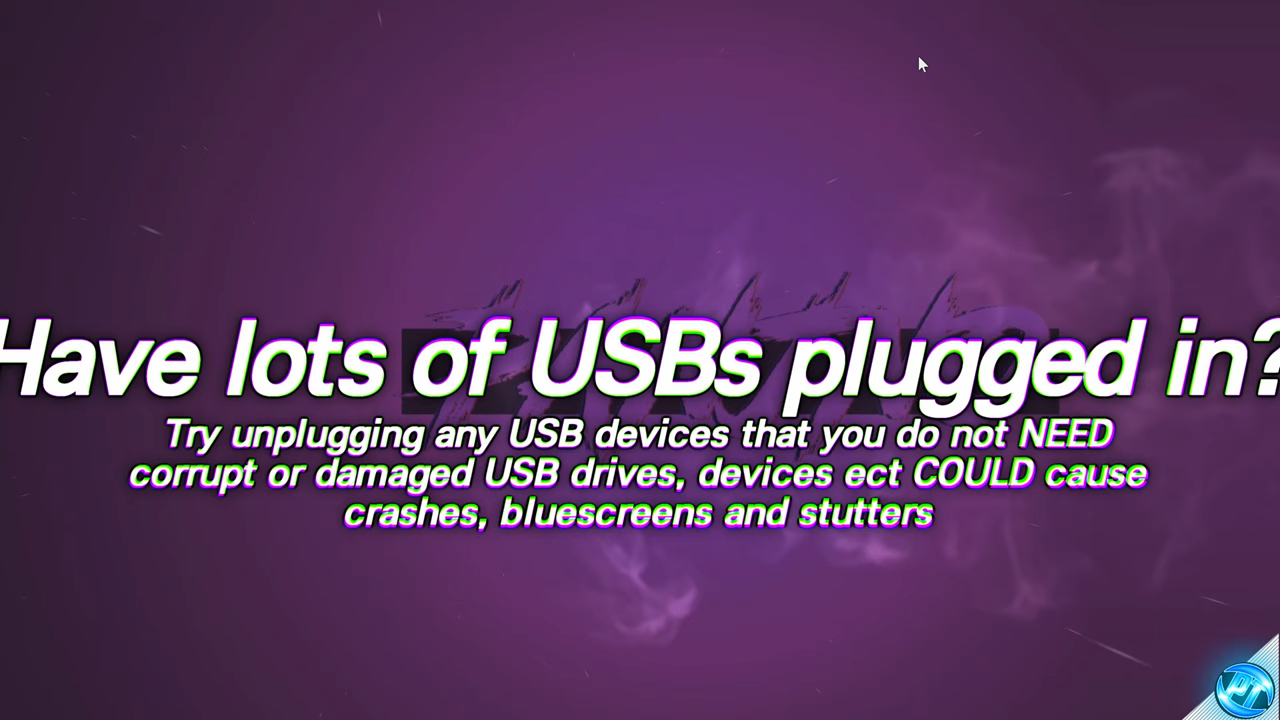 Have lots of USBs plugged in?
Try unplugging any USB devices that you do not NEED
corrupt or damaged USB drives, devices ect COULD cause
crashes, bluescreens and stutters
PT